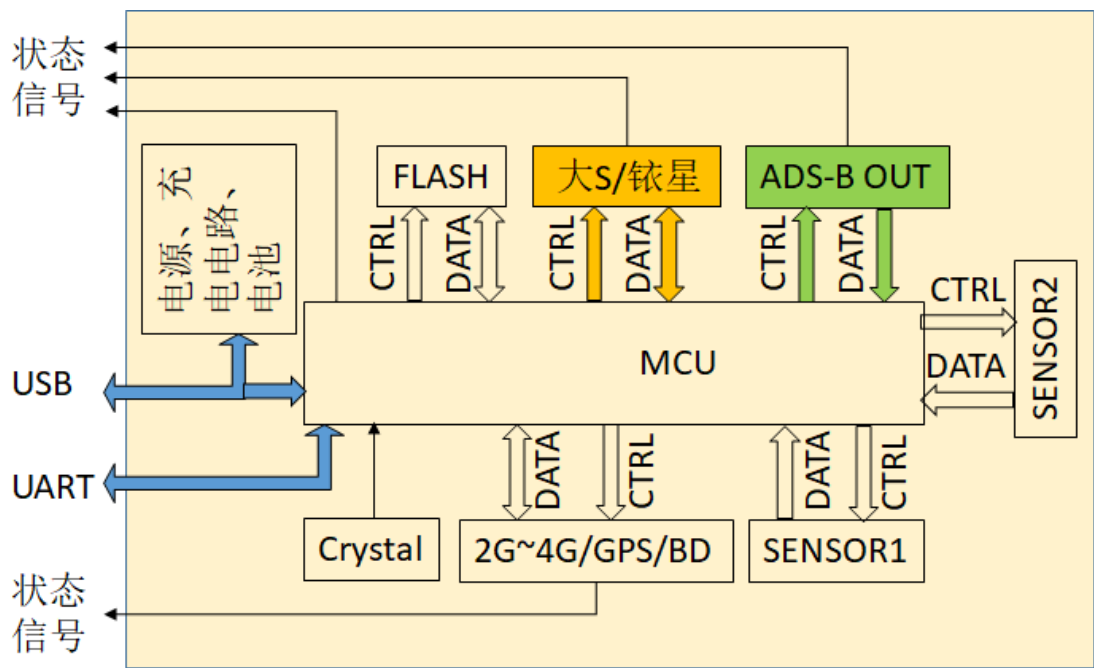 状态
信号
电源、充
电电路、
电池
FLASH
大S/铱星
ADS-B OUT
CTRL
DATA
CTRL
DATA
CTRL
DATA
CTRL
DATA
SENSOR2
MCU
USB
UART
DATA
CTRL
DATA
CTRL
Crystal
2G~4G/GPS/BD
SENSOR1
状态
信号